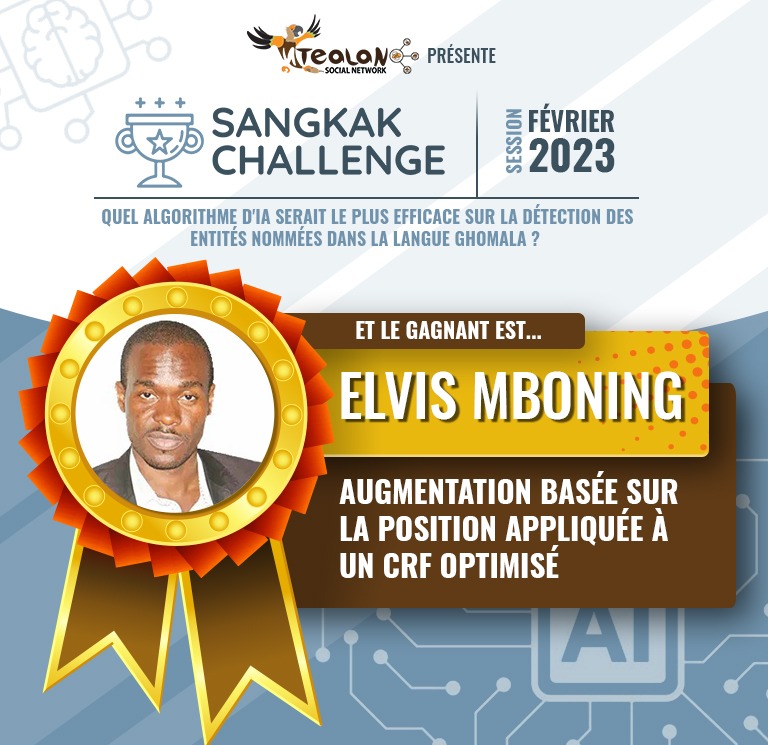 NTEALAN
SOCIAL NETWORK
PRÉSENTE
SANGKAK
CHALLENGE
SESSION
FÉVRIER
2023
QUEL ALGORITHME D'IA SERAIT LE PLUS EFFICACE SUR LA DÉTECTION DES
ENTITÉS NOMMÉES DANS LA LANGUE GHOMALA ?
ET LE GAGNANT EST...
ELVIS MBONING
AUGMENTATION BASÉE SUR
LA POSITION APPLIQUÉE À
UN CRF OPTIMISÉ
AI